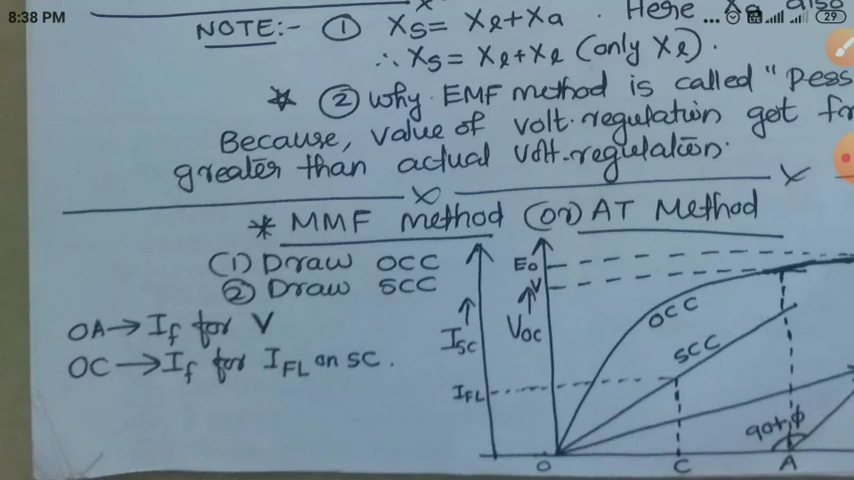 8:38 PM
... 29
NOTE:- ① Xs = Xl + Xa . Here also
∴ Xs = Xl + Xl (only Xl).
* ② Why EMF method is called "Pess
Because, value of volt. regulation get
greater than actual volt-regulation.
* MMF method (or) AT Method
(1) Draw OCC
② Draw SCC
OA → If for V
OC → If for IFL on SC.
ISC
IFL
Eo
V
VOC
OCC
SCC
90+ϕ
O C A